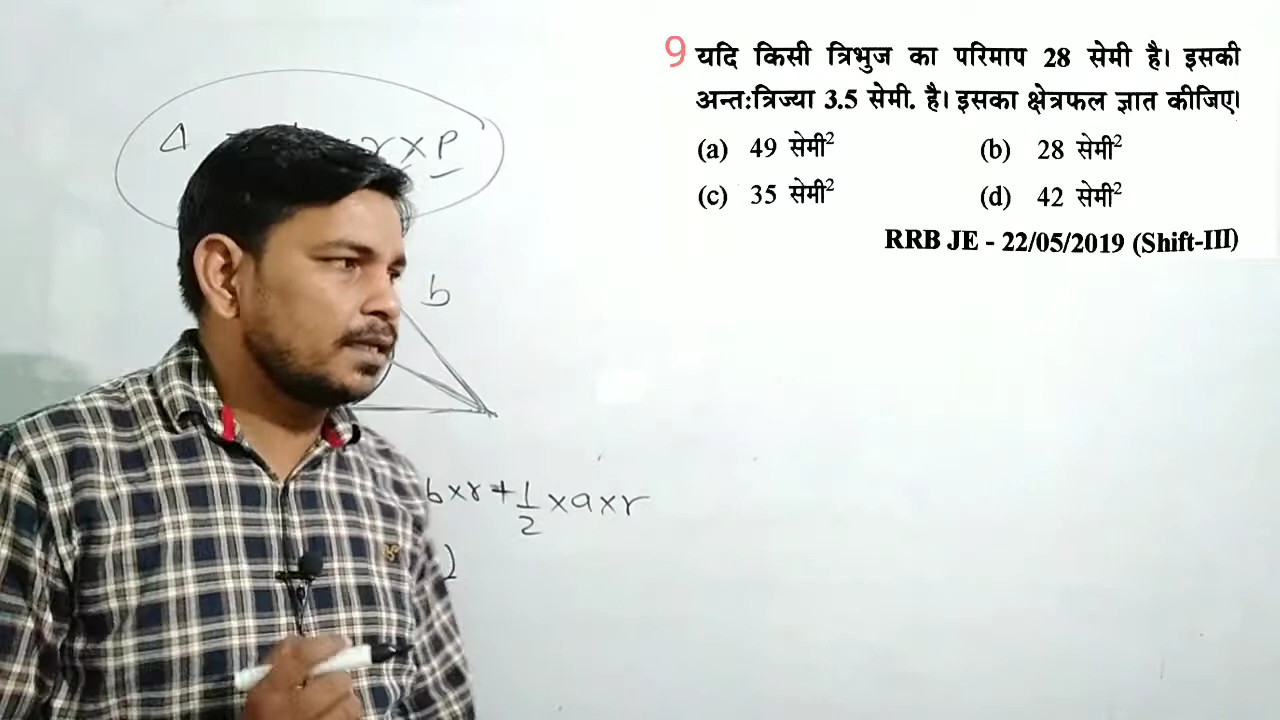 9 यदि किसी त्रिभुज का परिमाप 28 सेमी है। इसकी
अन्तःत्रिज्या 3.5 सेमी. है। इसका क्षेत्रफल ज्ञात कीजिए।
(a) 49 सेमी² (b) 28 सेमी²
(c) 35 सेमी² (d) 42 सेमी²
RRB JE - 22/05/2019 (Shift-III)
Δ × P
b
b×r+1/2×a×r
)